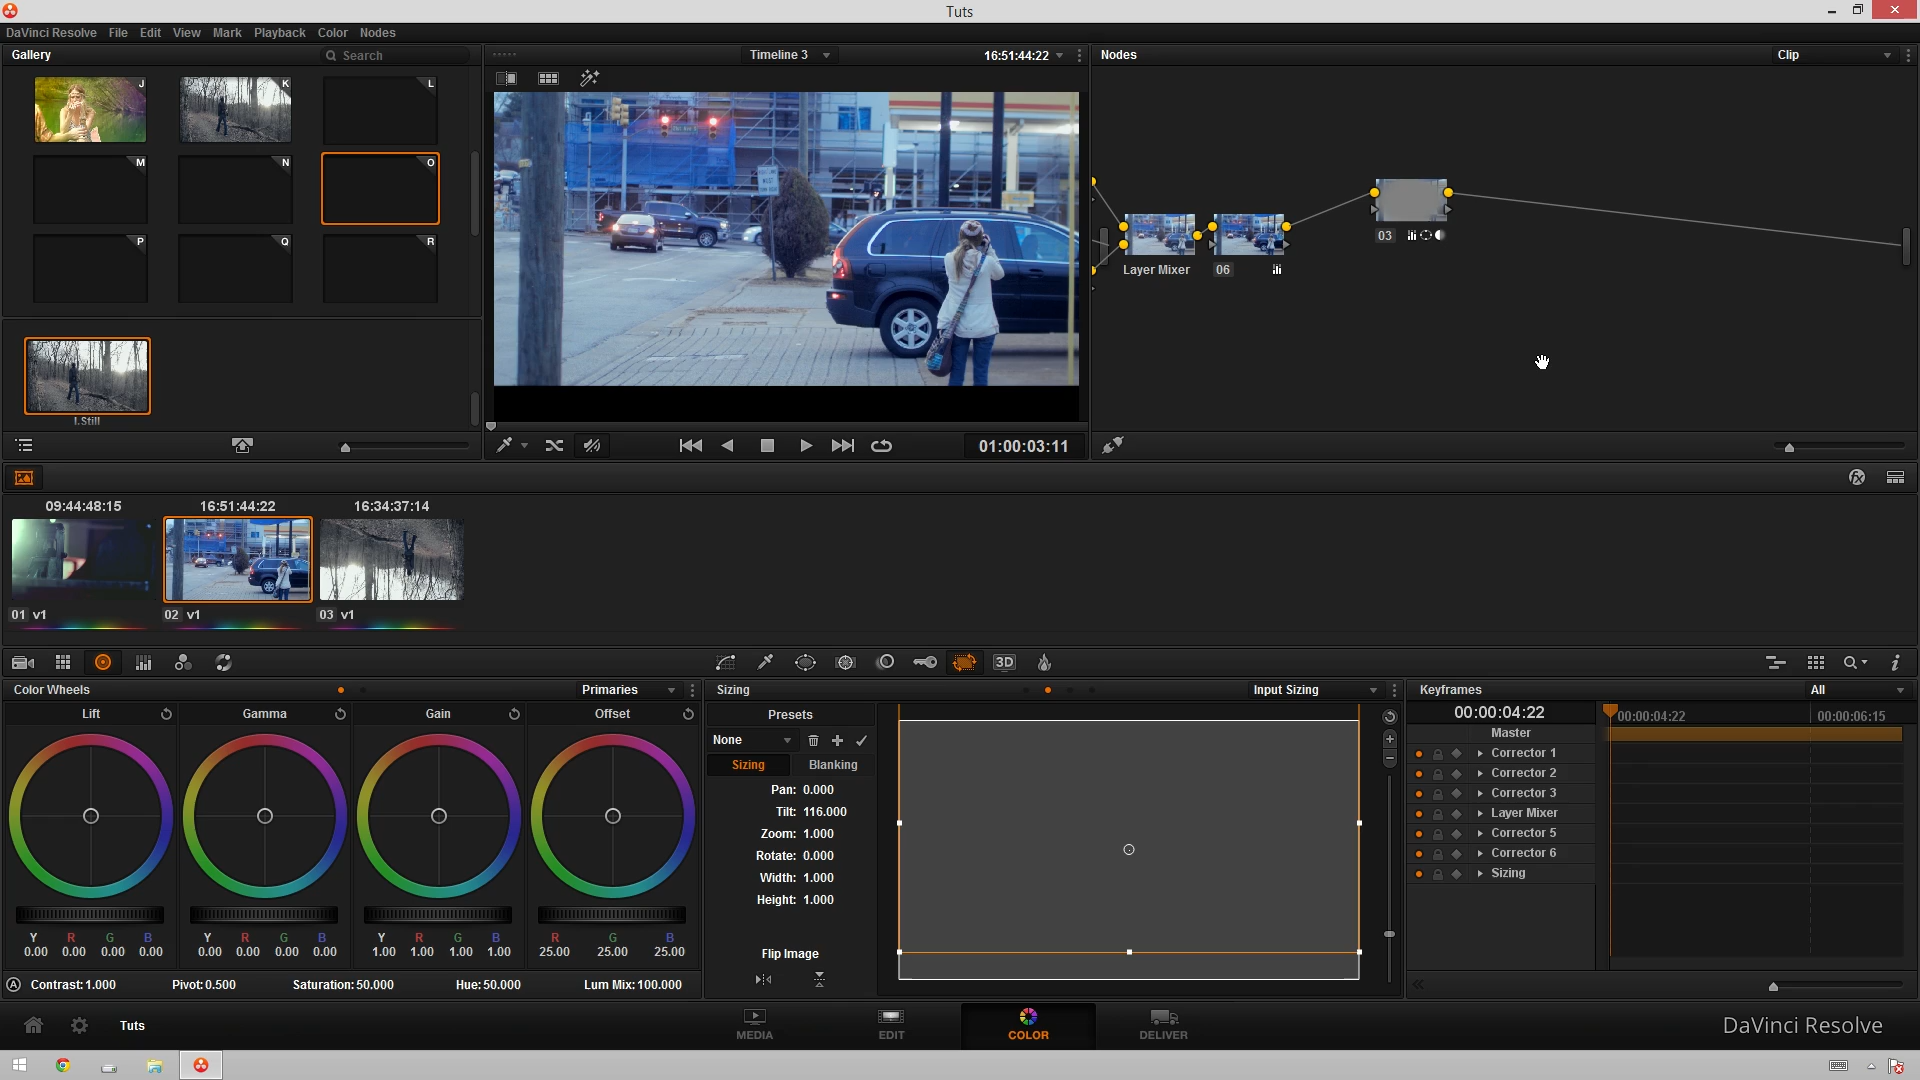 Tuts
DaVinci Resolve File Edit View Mark Playback Color Nodes
Gallery
Search
Timeline 3
16:51:44:22
Nodes
Clip
J
K
L
M
N
O
P
Q
R
Layer Mixer
06
03
1.Still
01:00:03:11
09:44:48:15
16:51:44:22
16:34:37:14
01 v1
02 v1
03 v1
3D
Color Wheels
Primaries
Sizing
Input Sizing
Keyframes
All
Lift
Gamma
Gain
Offset
Presets
None
Sizing
Blanking
Pan: 0.000
Tilt: 116.000
Zoom: 1.000
Rotate: 0.000
Width: 1.000
Height: 1.000
Flip Image
Y R G B
0.00 0.00 0.00 0.00
Y R G B
0.00 0.00 0.00 0.00
Y R G B
1.00 1.00 1.00 1.00
R G B
25.00 25.00 25.00
A
Contrast: 1.000
Pivot: 0.500
Saturation: 50.000
Hue: 50.000
Lum Mix: 100.000
00:00:04:22
00:00:04:22
00:00:06:15
Master
Corrector 1
Corrector 2
Corrector 3
Layer Mixer
Corrector 5
Corrector 6
Sizing
Tuts
MEDIA
EDIT
COLOR
DELIVER
DaVinci Resolve